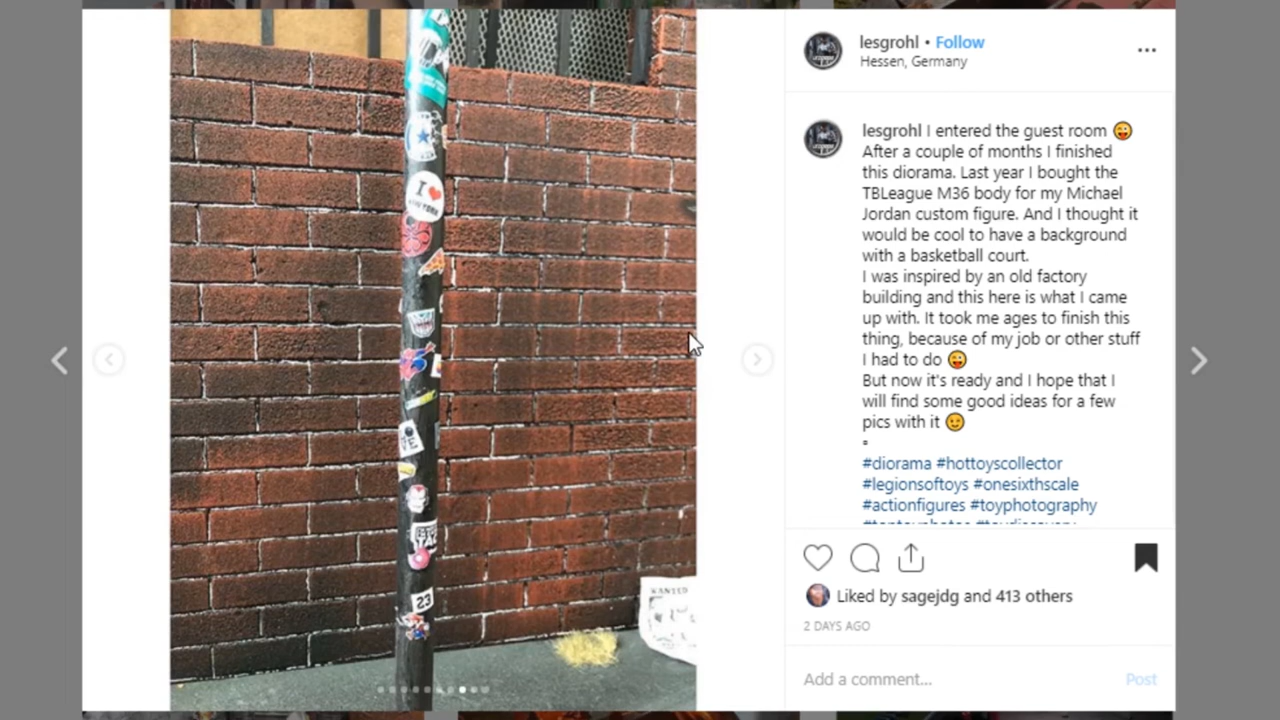 lesgrohl • Follow
Hessen, Germany
lesgrohl I entered the guest room 😜
After a couple of months I finished
this diorama. Last year I bought the
TBLeague M36 body for my Michael
Jordan custom figure. And I thought it
would be cool to have a background
with a basketball court.
I was inspired by an old factory
building and this here is what I came
up with. It took me ages to finish this
thing, because of my job or other stuff
I had to do 😜
But now it's ready and I hope that I
will find some good ideas for a few
pics with it 😉
#diorama #hottoyscollector
#legionsoftoys #onesixthscale
#actionfigures #toyphotography
Liked by sagejdg and 413 others
2 DAYS AGO
Add a comment... Post
I ❤
23
WANTED